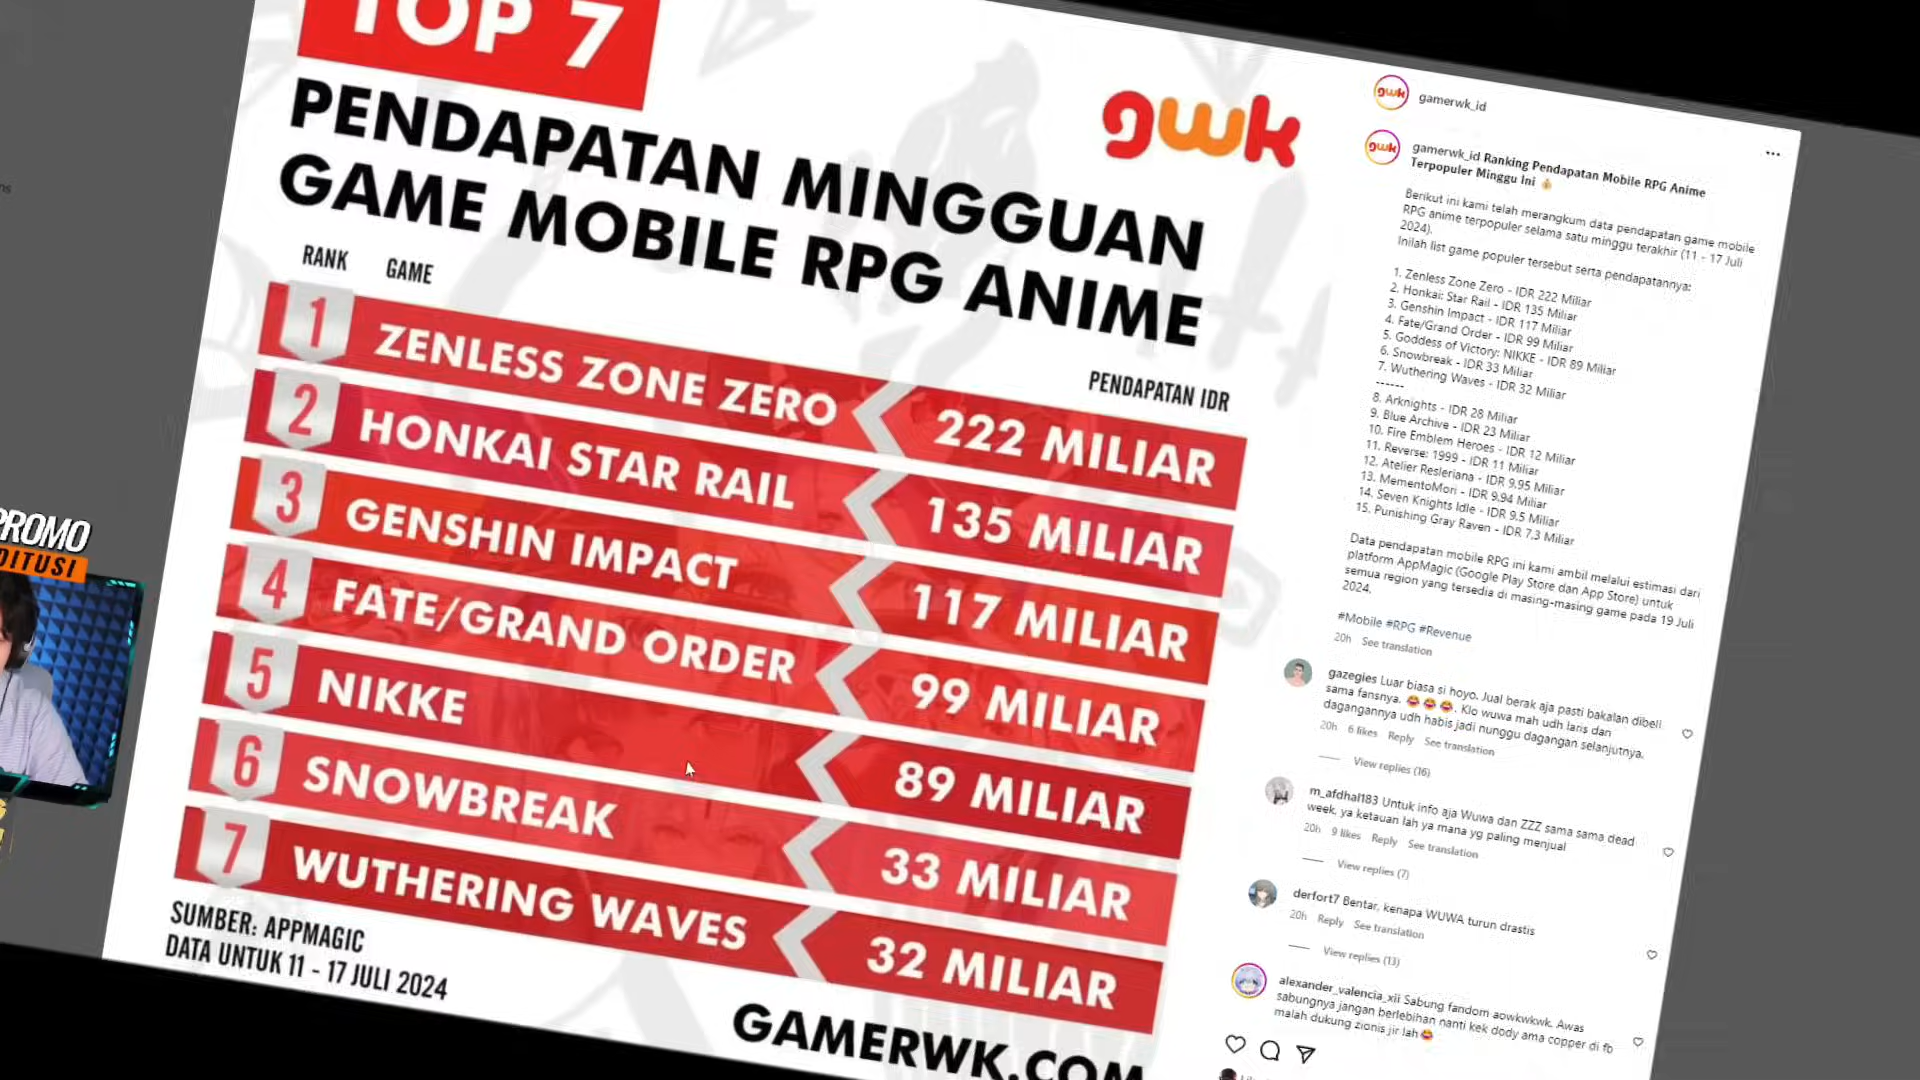 TOP 7
PENDAPATAN MINGGUAN
GAME MOBILE RPG ANIME
gwk
RANK GAME
PENDAPATAN IDR
1 ZENLESS ZONE ZERO 222 MILIAR
2 HONKAI STAR RAIL 135 MILIAR
3 GENSHIN IMPACT 117 MILIAR
4 FATE/GRAND ORDER 99 MILIAR
5 NIKKE 89 MILIAR
6 SNOWBREAK 33 MILIAR
7 WUTHERING WAVES 32 MILIAR
SUMBER: APPMAGIC
DATA UNTUK 11 - 17 JULI 2024
GAMERWK.COM
PROMO
gwk
gamerwk_id
gwk
gamerwk_id Ranking Pendapatan Mobile RPG Anime
Terpopuler Minggu Ini
Berikut ini kami telah merangkum data pendapatan game mobile
RPG anime terpopuler selama satu minggu terakhir (11 - 17 Juli
2024).
Inilah list game populer tersebut serta pendapatannya:
1. Zenless Zone Zero - IDR 222 Miliar
2. Honkai: Star Rail - IDR 135 Miliar
3. Genshin Impact - IDR 117 Miliar
4. Fate/Grand Order - IDR 99 Miliar
5. Goddess of Victory: NIKKE - IDR 89 Miliar
6. Snowbreak - IDR 33 Miliar
7. Wuthering Waves - IDR 32 Miliar
------
8. Arknights - IDR 28 Miliar
9. Blue Archive - IDR 23 Miliar
10. Fire Emblem Heroes - IDR 12 Miliar
11. Reverse: 1999 - IDR 11 Miliar
12. Atelier Resleriana - IDR 9,95 Miliar
13. MementoMori - IDR 9,94 Miliar
14. Seven Knights Idle - IDR 9,5 Miliar
15. Punishing Gray Raven - IDR 7,3 Miliar
Data pendapatan mobile RPG ini kami ambil melalui estimasi dari
platform AppMagic (Google Play Store dan App Store) untuk
semua region yang tersedia di masing-masing game pada 19 Juli
2024.
#Mobile #RPG #Revenue
20h See translation
gazegies Luar biasa si hoyo. Jual berak aja pasti bakalan dibeli
sama fansnya. 😂😂😂. Klo wuwa mah udh laris dan
dagangannya udh habis jadi nunggu dagangan selanjutnya.
20h 6 likes Reply See translation
View replies (16)
m_afdhal183 Untuk info aja Wuwa dan ZZZ sama sama dead
week, ya ketauan lah ya mana yg paling menjual
20h 9 likes Reply See translation
View replies (7)
derfort7 Bentar, kenapa WUWA turun drastis
20h Reply See translation
View replies (13)
alexander_valencia_xii Sabung fandom aowkwkwk. Awas
sabungnya jangan berlebihan nanti kek dody ama copper di fb
malah dukung zionis jir lah😂